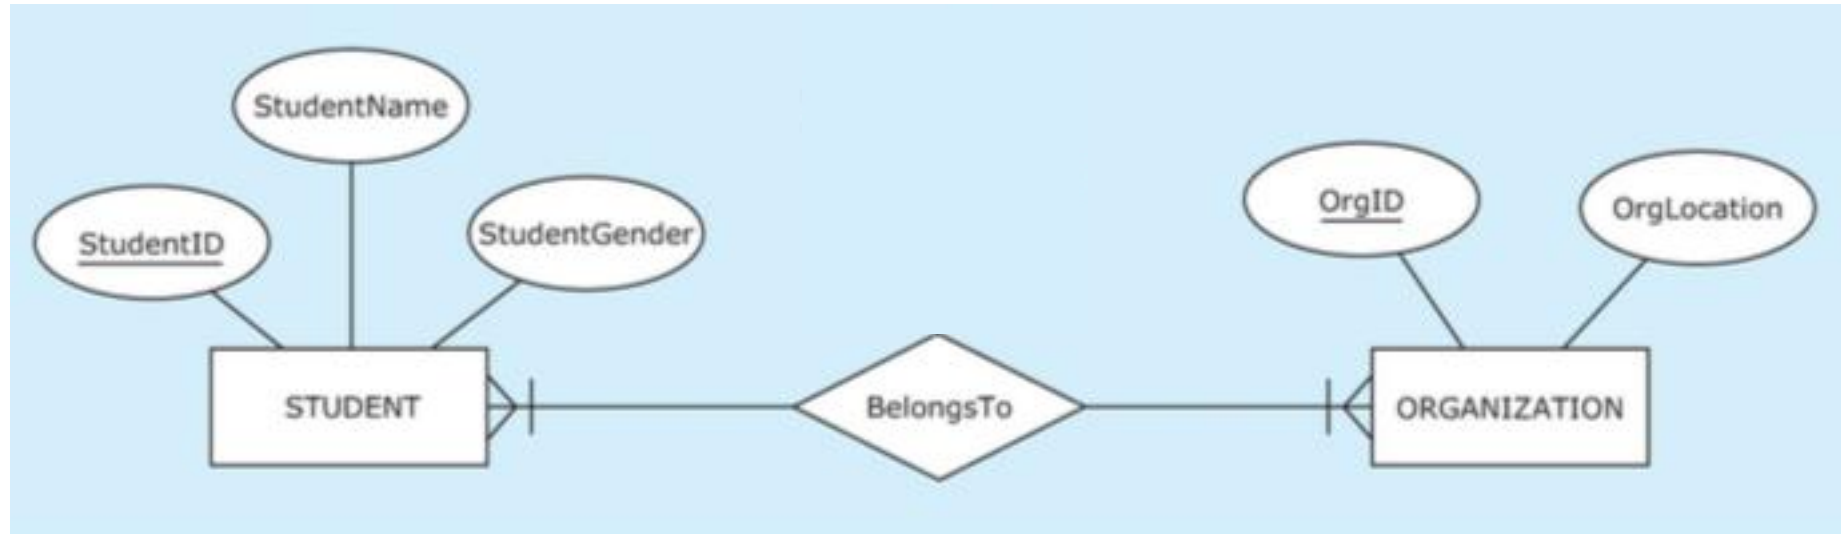 StudentName
StudentID
StudentGender
OrgID
OrgLocation
STUDENT
BelongsTo
ORGANIZATION